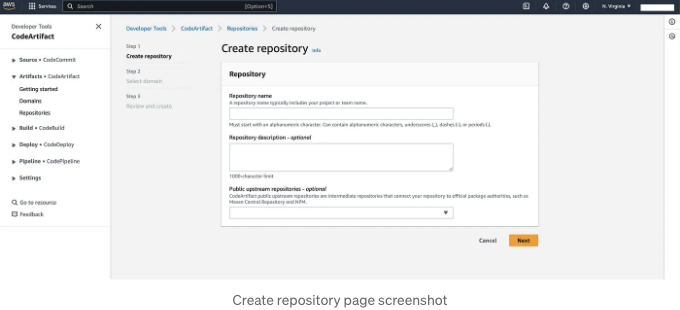 aws
Services
Search
[Option+S]
N. Virginia ▼
Developer Tools
CodeArtifact
Source • CodeCommit
Artifacts • CodeArtifact
Getting started
Domains
Repositories
Build • CodeBuild
Deploy • CodeDeploy
Pipeline • CodePipeline
Settings
Go to resource
Feedback
Developer Tools > CodeArtifact > Repositories > Create repository
Step 1
Create repository
Step 2
Select domain
Step 3
Review and create
Create repository Info
Repository
Repository name
A repository name typically includes your project or team name.
Must start with an alphanumeric character. Can contain alphanumeric characters, underscores (_), dashes (-), or periods (.).
Repository description - optional
1000 character limit
Public upstream repositories - optional
CodeArtifact public upstream repositories are intermediate repositories that connect your repository to official package authorities, such as
Maven Central Repository and NPM.
Cancel
Next
Create repository page screenshot